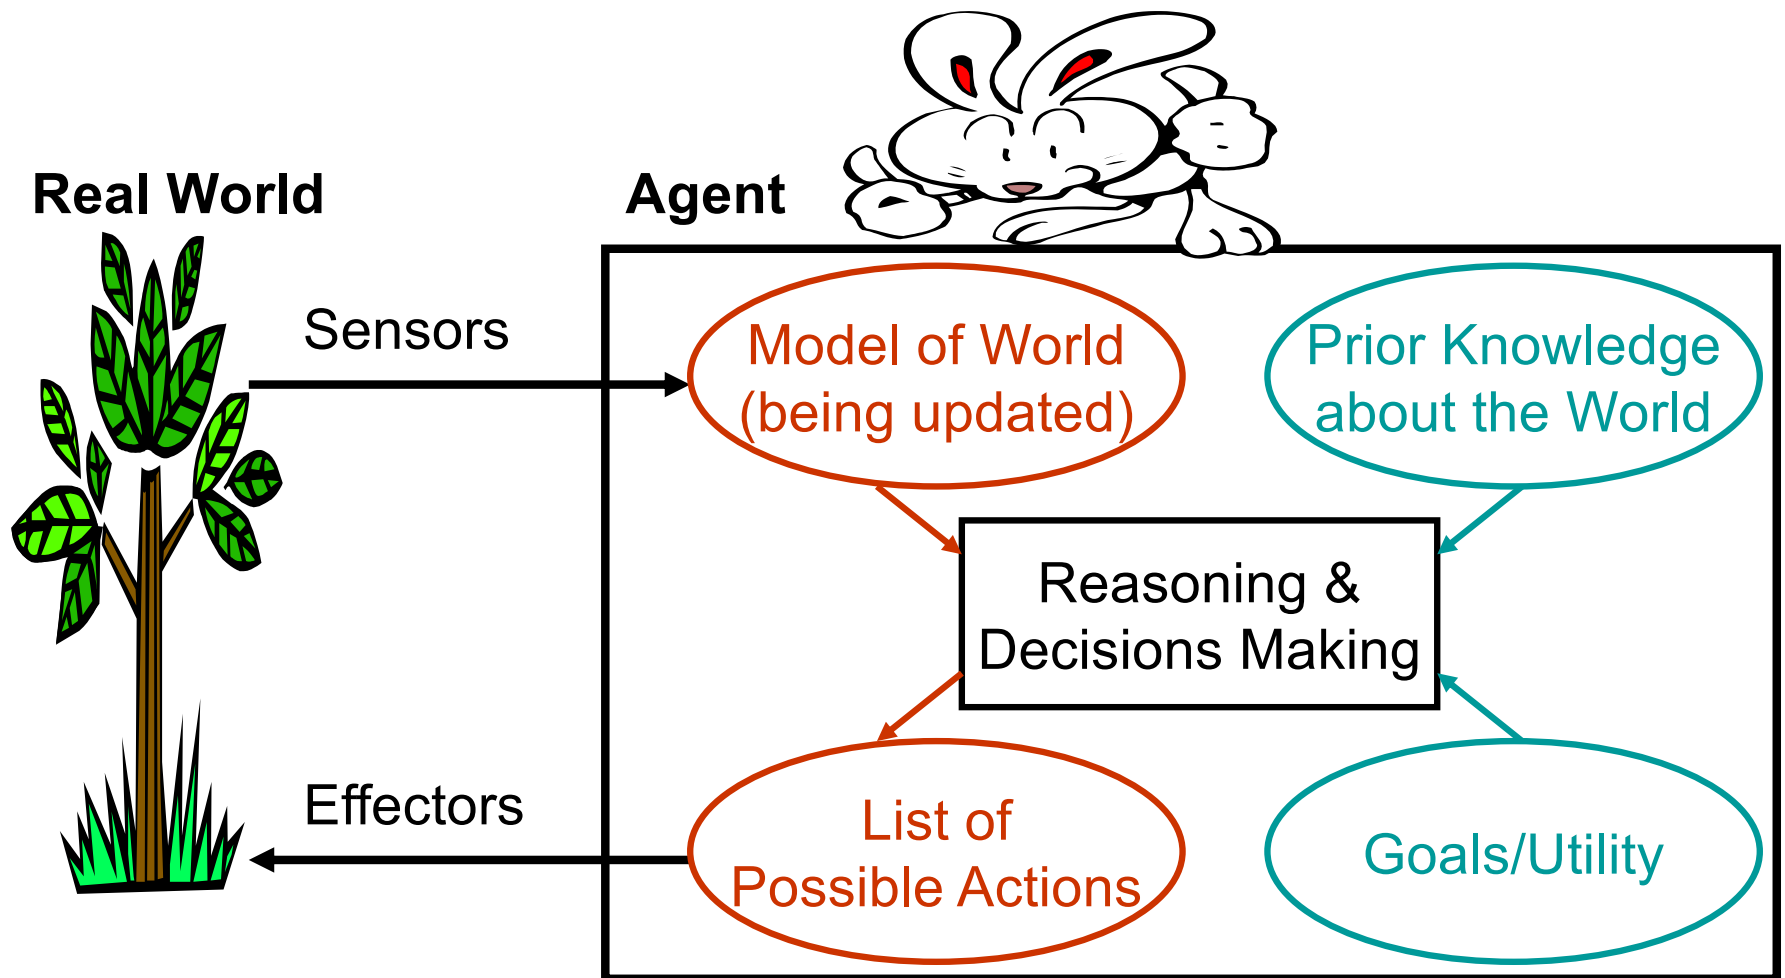 Real World
Agent
Sensors
Model of World
(being updated)
Prior Knowledge
about the World
Reasoning &
Decisions Making
Effectors
List of
Possible Actions
Goals/Utility